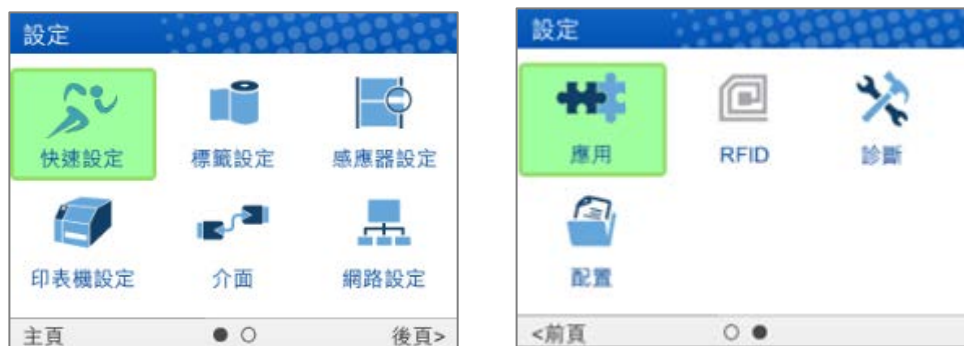 設定
快速設定 標籤設定 感應器設定
印表機設定 介面 網路設定
主頁 後頁>
設定
應用 RFID 診斷
配置
<前頁